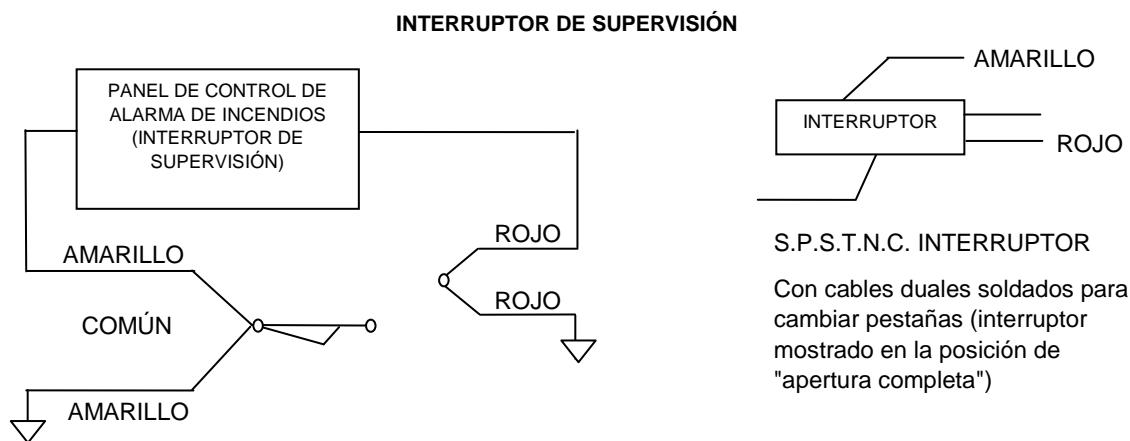 INTERRUPTOR DE SUPERVISIÓN
PANEL DE CONTROL DE
ALARMA DE INCENDIOS
(INTERRUPTOR DE
SUPERVISIÓN)
AMARILLO
COMÚN
AMARILLO
ROJO
ROJO
AMARILLO
INTERRUPTOR
ROJO
S.P.S.T.N.C. INTERRUPTOR
Con cables duales soldados para
cambiar pestañas (interruptor
mostrado en la posición de
"apertura completa")